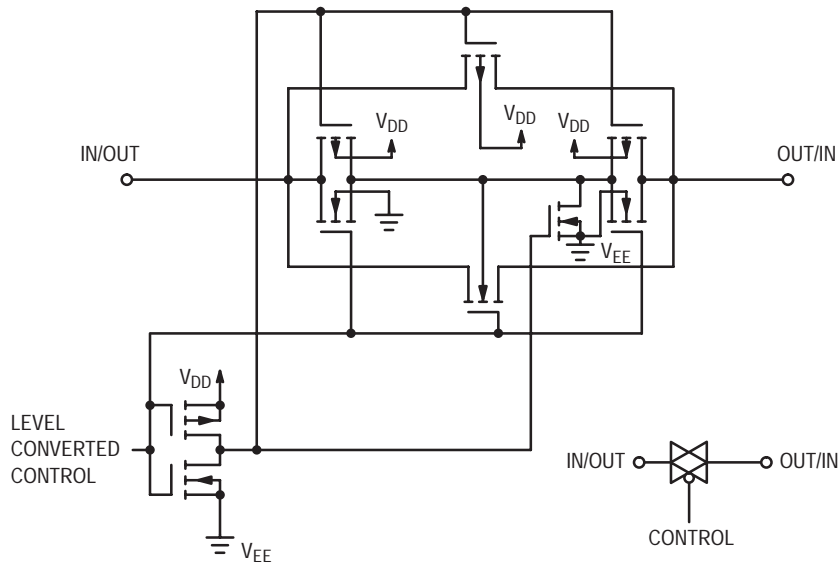 V_DD
V_DD
V_DD
IN/OUT
OUT/IN
V_EE
V_DD
LEVEL
CONVERTED
CONTROL
IN/OUT
OUT/IN
V_EE
CONTROL